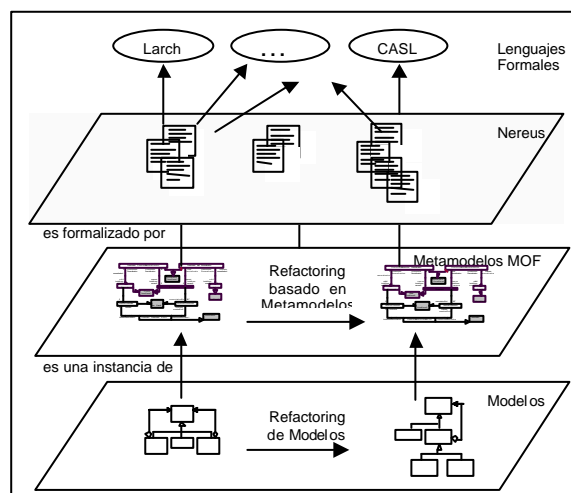 Larch
...
CASL
Lenguajes
Formales
Nereus
es formalizado por
Metamodelos MOF
Refactoring
basado en
Metamodelos
es una instancia de
Modelos
Refactoring
de Modelos